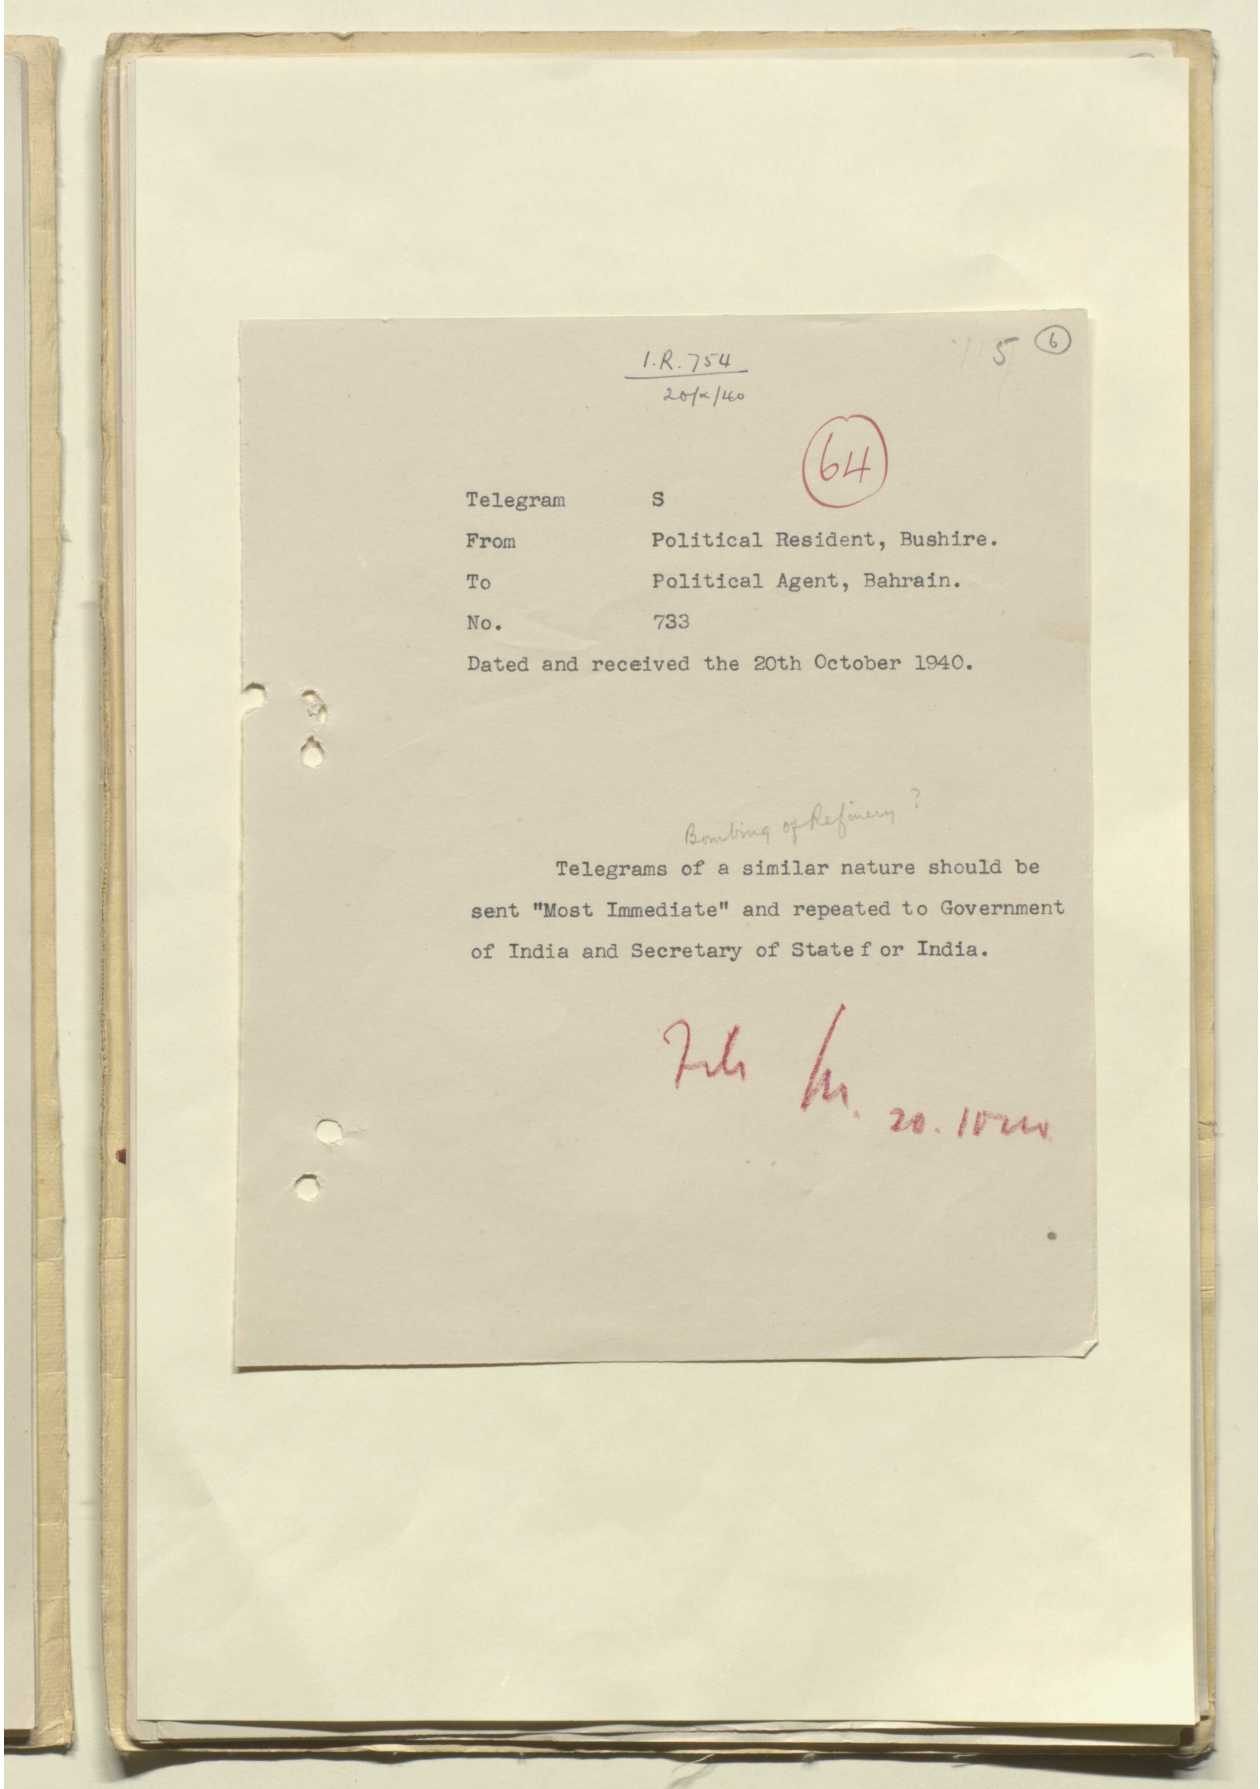 I.R. 754
20/x/40
5
6
64
Telegram S
From Political Resident, Bushire.
To Political Agent, Bahrain.
No. 733
Dated and received the 20th October 1940.
Bombing of Refinery?
Telegrams of a similar nature should be
sent "Most Immediate" and repeated to Government
of India and Secretary of State f or India.
File
20.10